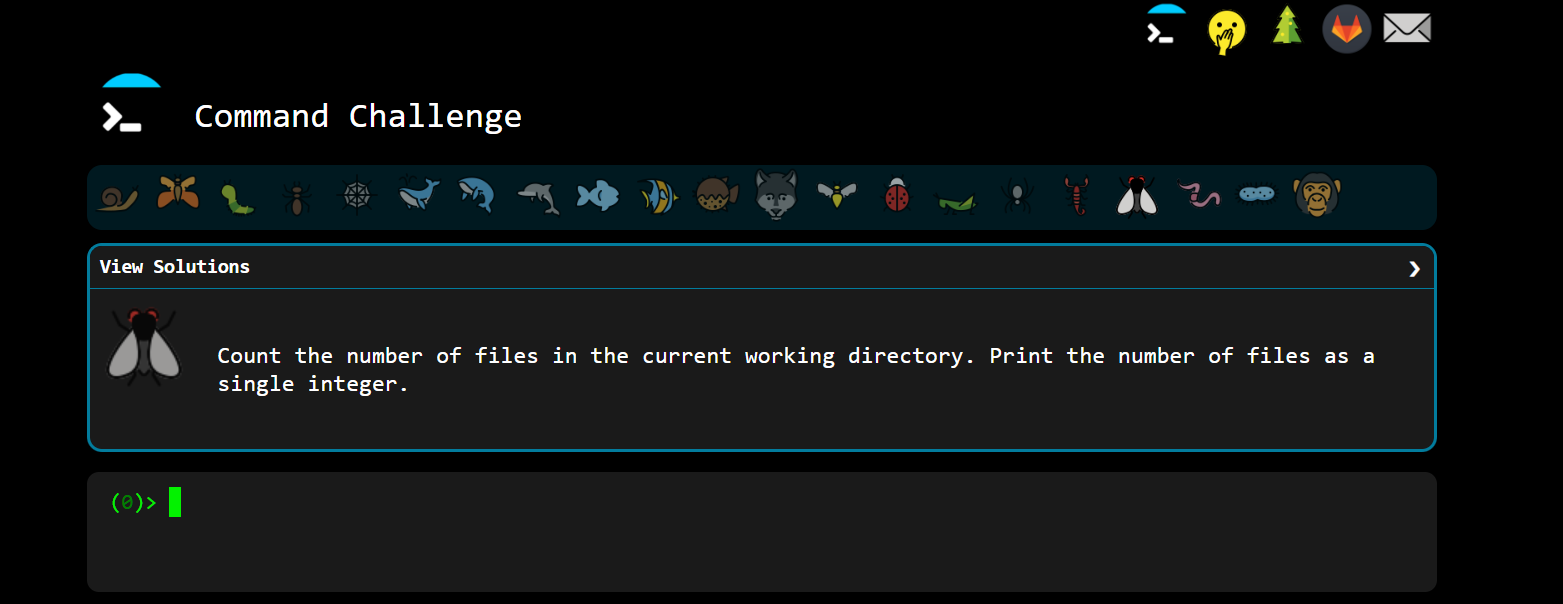 Command Challenge
View Solutions
Count the number of files in the current working directory. Print the number of files as a
single integer.
(0)>